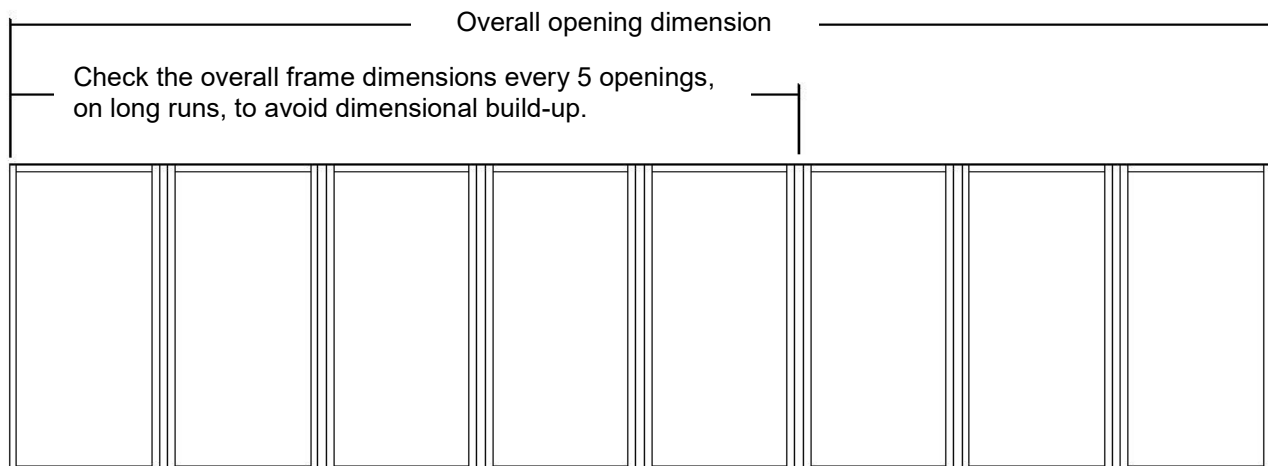 Overall opening dimension
Check the overall frame dimensions every 5 openings,
on long runs, to avoid dimensional build-up.